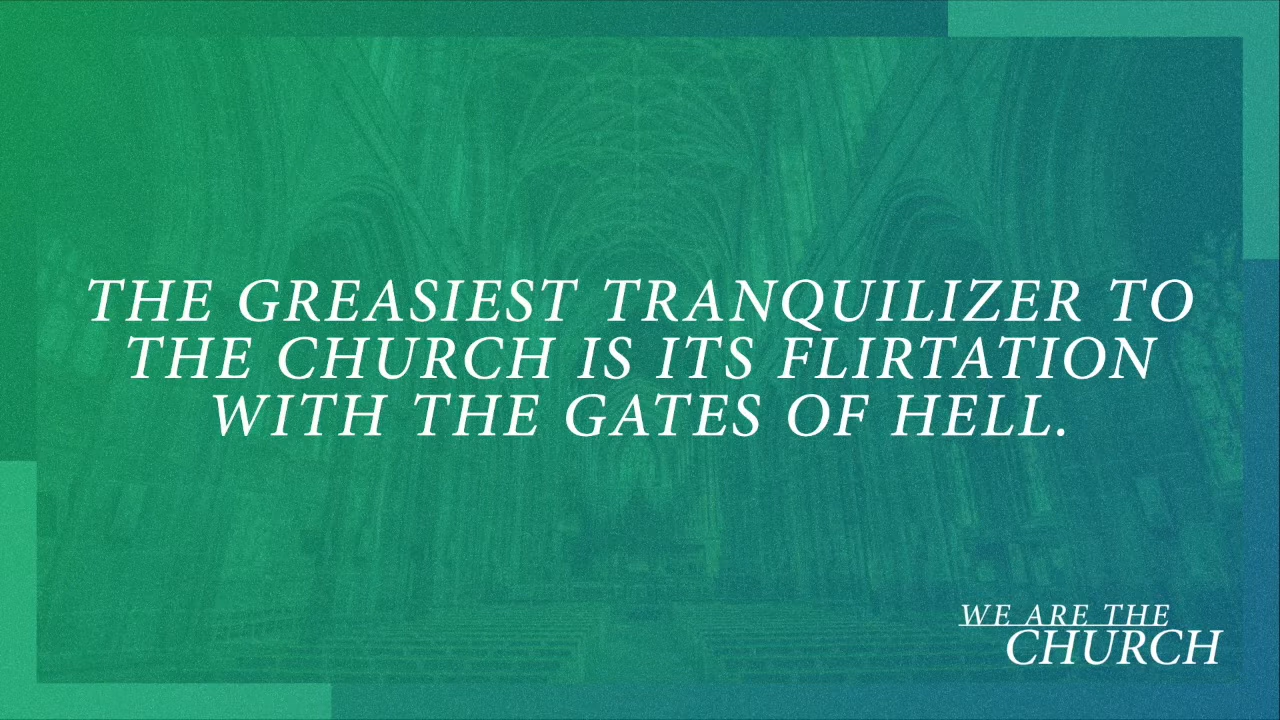 THE GREASIEST TRANQUILIZER TO
THE CHURCH IS ITS FLIRTATION
WITH THE GATES OF HELL.
WE ARE THE
CHURCH